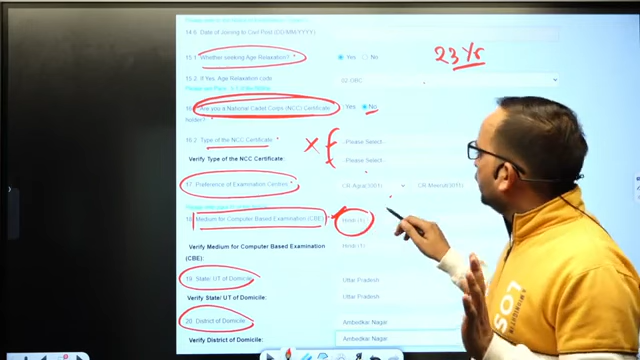 14.6 Date of Joining to Civil Post (DD/MM/YYYY)
15.1 Whether seeking Age Relaxation? * Yes No
23 Yr
15.2 If Yes, Age Relaxation code 02-OBC
16. Are you a National Cadet Corps (NCC) Certificate holder? Yes No
16.2 Type of the NCC Certificate * --Please Select--
Verify Type of the NCC Certificate: --Please Select--
17. Preference of Examination Centers * CR-Agra(3001) CR-Meerut(3011)
18. Medium for Computer Based Examination (CBE) Hindi (1)
Verify Medium for Computer Based Examination (CBE): Hindi (1)
19. State/ UT of Domicile Uttar Pradesh
Verify State/ UT of Domicile: Uttar Pradesh
20. District of Domicile Ambedkar Nagar
Verify District of Domicile: Ambedkar Nagar